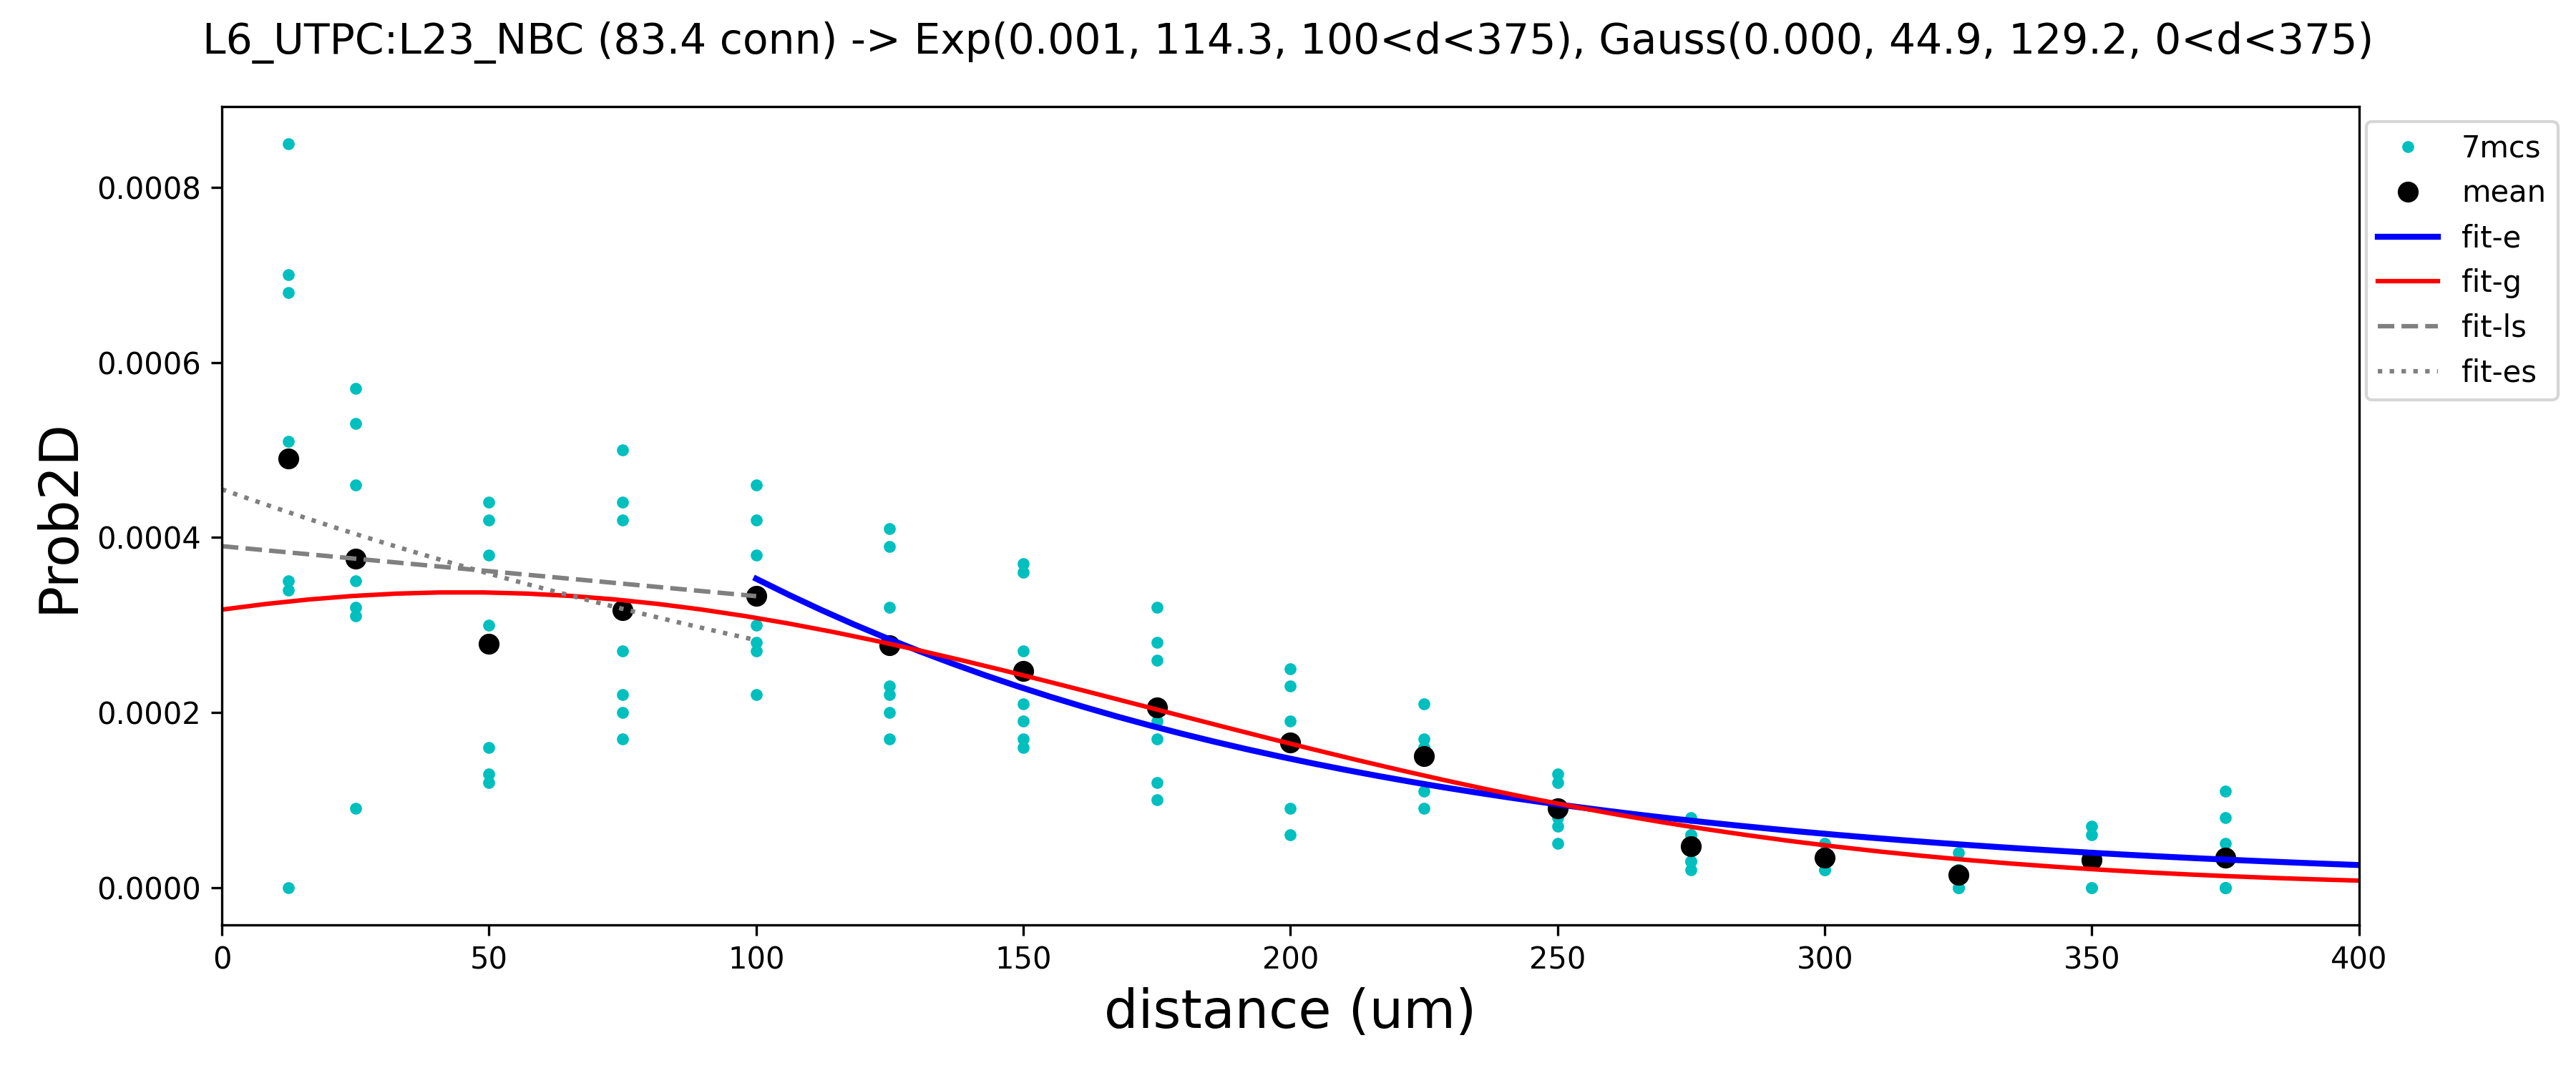 L6_UTPC:L23_NBC (83.4 conn) -> Exp(0.001, 114.3, 100<d<375), Gauss(0.000, 44.9, 129.2, 0<d<375)
7mcs
mean
fit-e
fit-g
fit-ls
fit-es
Prob2D
0.0008
0.0006
0.0004
0.0002
0.0000
0 50 100 150 200 250 300 350 400
distance (um)